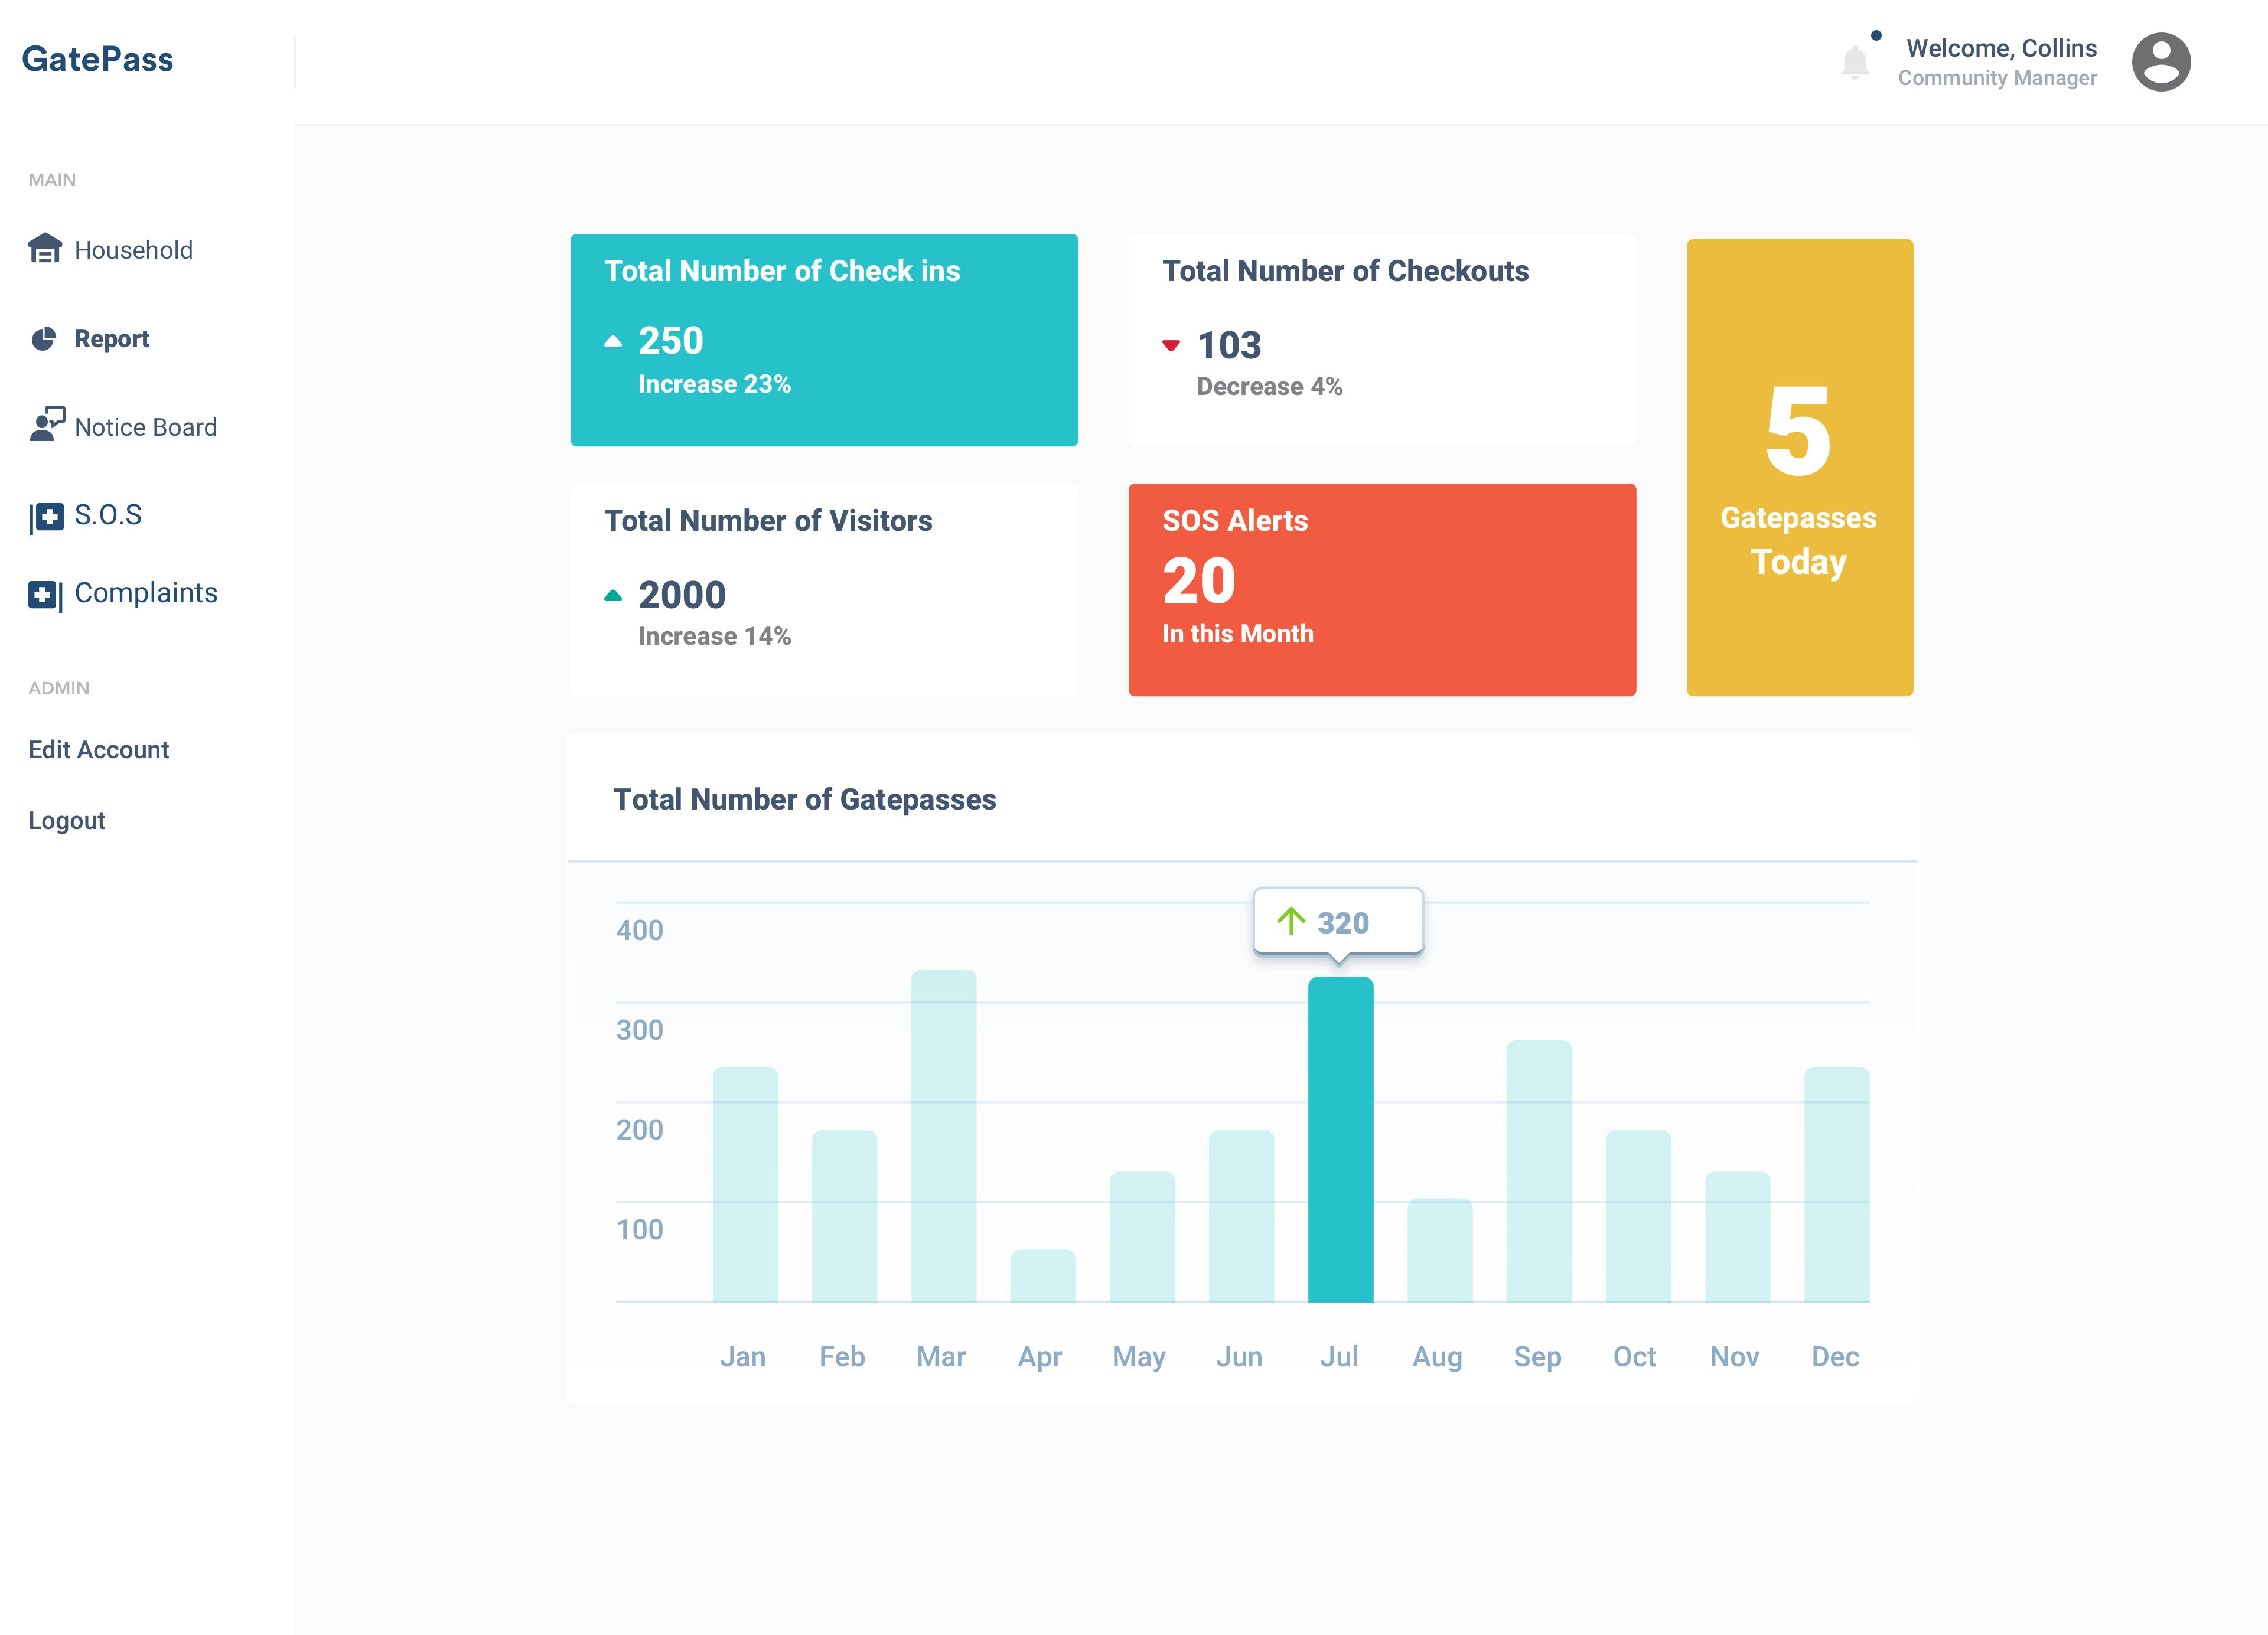 GatePass
Welcome, Collins
Community Manager
MAIN
Household
Report
Notice Board
S.O.S
Complaints
ADMIN
Edit Account
Logout
Total Number of Check ins
250
Increase 23%
Total Number of Checkouts
103
Decrease 4%
Total Number of Visitors
2000
Increase 14%
SOS Alerts
20
In this Month
5
Gatepasses
Today
Total Number of Gatepasses
400
320
300
200
100
Jan Feb Mar Apr May Jun Jul Aug Sep Oct Nov Dec